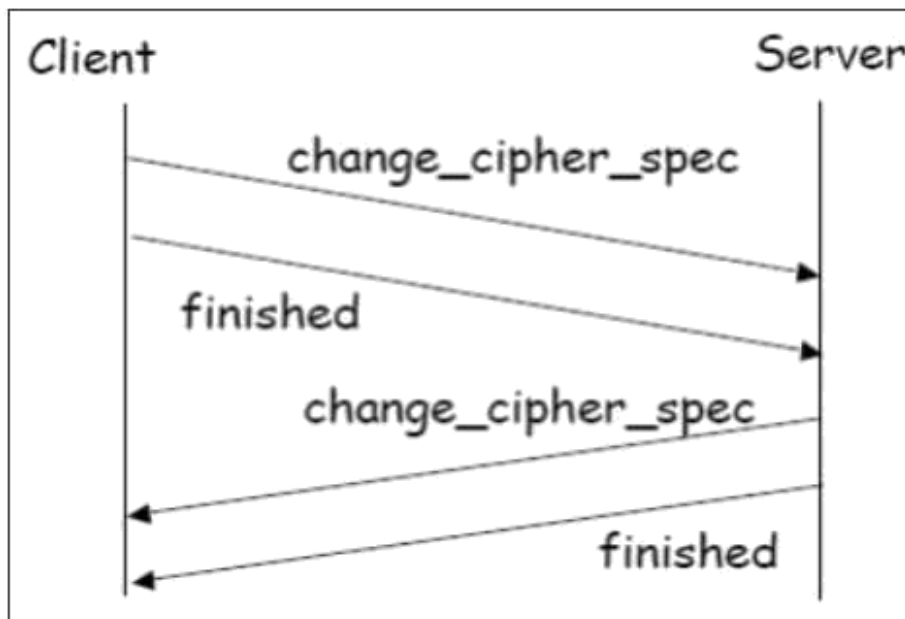 Client
Server
change_cipher_spec
finished
change_cipher_spec
finished